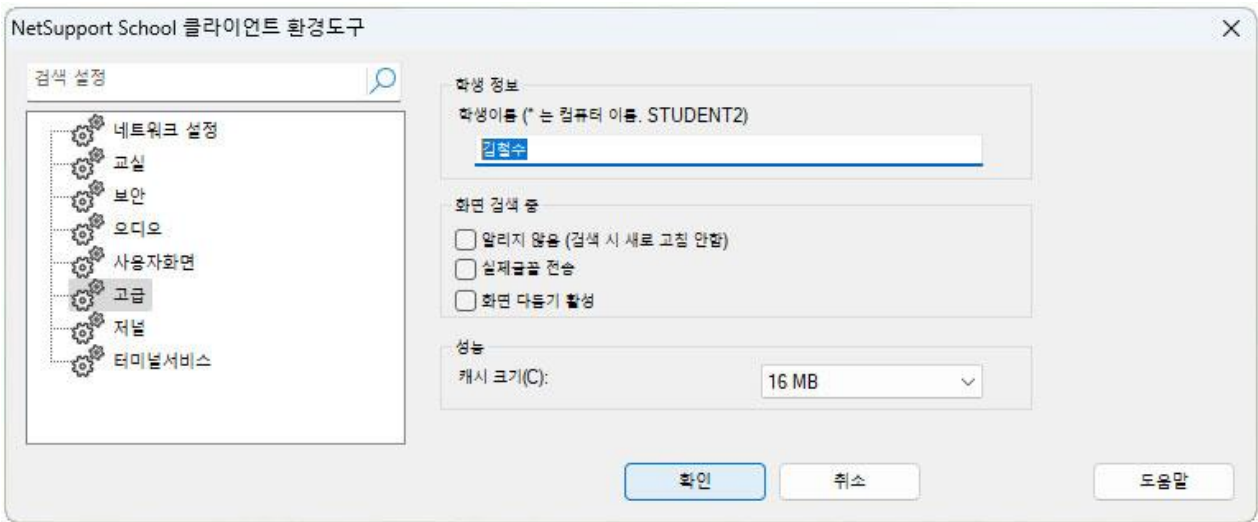 NetSupport School 클라이언트 환경도구
검색 설정
네트워크 설정
교실
보안
오디오
사용자화면
고급
저널
터미널서비스
학생 정보
학생이름 (* 는 컴퓨터 이름. STUDENT2)
김철수
화면 검색 중
알리지 않음 (검색 시 새로 고침 안함)
실제글꼴 전송
화면 다듬기 활성
성능
캐시 크기(C):
16 MB
확인
취소
도움말